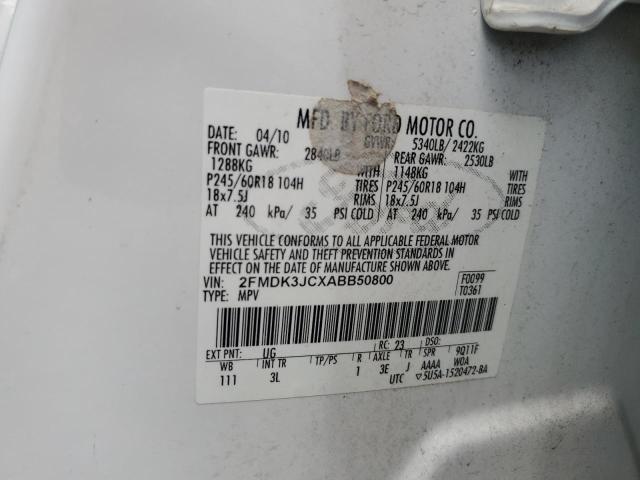 MFD. BY FORD MOTOR CO.
DATE: 04/10 GVWR: 5340LB/ 2422KG
FRONT GAWR: 2840LB REAR GAWR: 2530LB
1288KG 1148KG
P245/60R18 104H TIRES P245/60R18 104H TIRES
18x7.5J RIMS 18x7.5J RIMS
AT 240 kPa/ 35 PSI COLD AT 240 kPa/ 35 PSI COLD
THIS VEHICLE CONFORMS TO ALL APPLICABLE FEDERAL MOTOR
VEHICLE SAFETY AND THEFT PREVENTION STANDARDS IN
EFFECT ON THE DATE OF MANUFACTURE SHOWN ABOVE.
VIN: 2FMDK3JCXABB50800 F0099
TYPE: MPV T0361
EXT PNT: UG RC: 23 DSO:
WB INT TR TP/PS R AXLE TR SPR 9Q11F
111 3L 1 3E J AAAA WOA
UTC ▽5U5A-1520472-BA